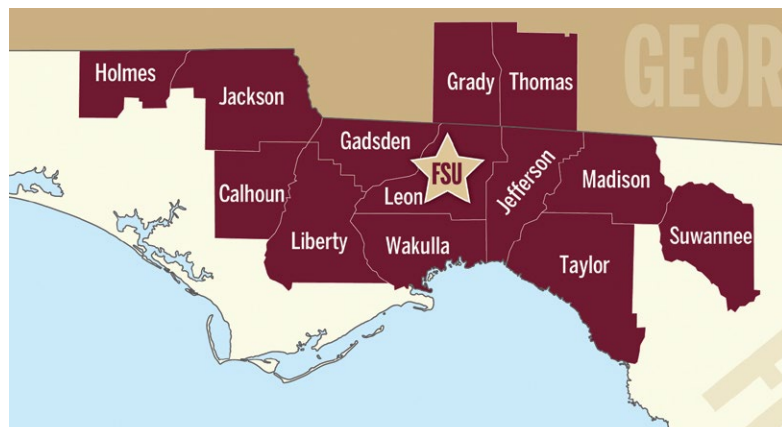 GEOR
Holmes
Jackson
Grady
Thomas
Gadsden
FSU
Jefferson
Madison
Calhoun
Leon
Liberty
Wakulla
Suwannee
Taylor